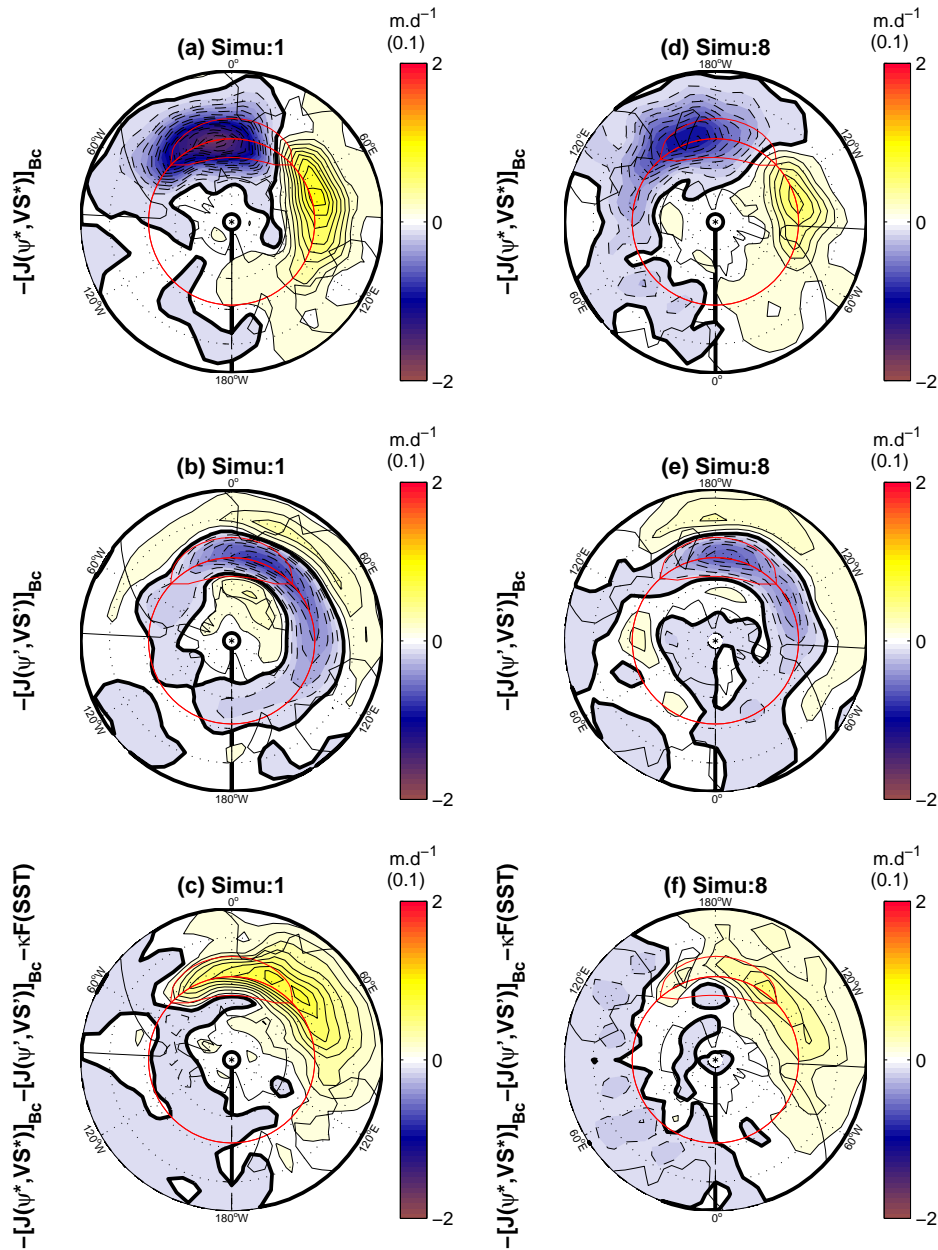 (a) Simu:1
m.d⁻¹
(0.1)
−[J(ψ*,VS*)]Bc
0°
60°W
60°E
120°W
120°E
180°W
2
0
−2
(d) Simu:8
m.d⁻¹
(0.1)
−[J(ψ*,VS*)]Bc
180°W
120°W
120°E
60°W
60°E
0°
2
0
−2
(b) Simu:1
m.d⁻¹
(0.1)
−[J(ψ’,VS’)]Bc
0°
60°W
60°E
120°W
120°E
180°W
2
0
−2
(e) Simu:8
m.d⁻¹
(0.1)
−[J(ψ’,VS’)]Bc
180°W
120°W
120°E
60°E
60°W
0°
2
0
−2
(c) Simu:1
m.d⁻¹
(0.1)
−[J(ψ*,VS*)]Bc−[J(ψ’,VS’)]Bc−κF(SST)
0°
60°W
60°E
120°W
120°E
180°W
2
0
−2
(f) Simu:8
m.d⁻¹
(0.1)
−[J(ψ*,VS*)]Bc−[J(ψ’,VS’)]Bc−κF(SST)
180°W
120°E
120°W
60°E
60°W
0°
2
0
−2